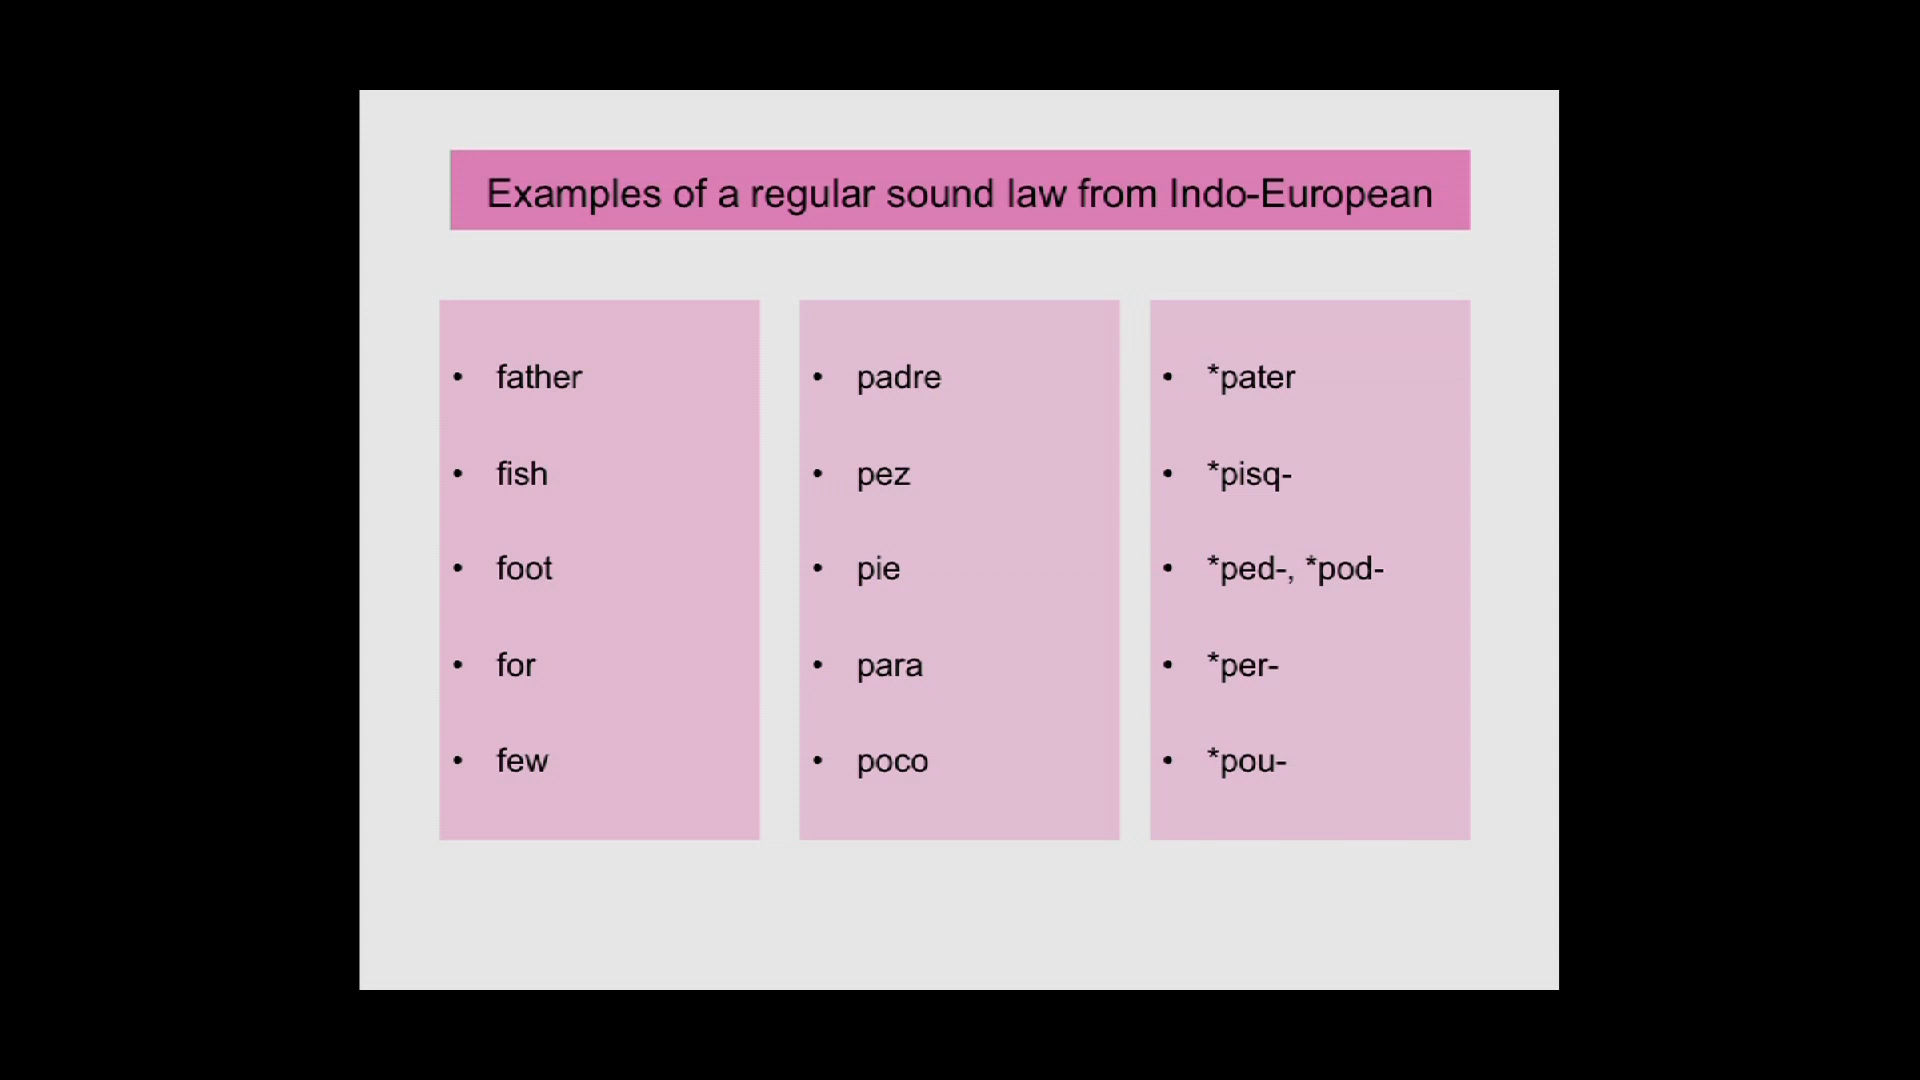 Examples of a regular sound law from Indo-European
• father
• fish
• foot
• for
• few
• padre
• pez
• pie
• para
• poco
• *pater
• *pisq-
• *ped-, *pod-
• *per-
• *pou-